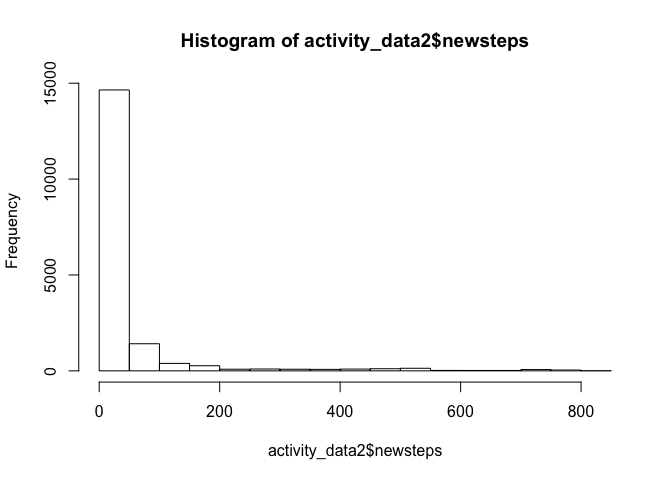 Histogram of activity_data2$newsteps
15000
10000
5000
0
Frequency
0 200 400 600 800
activity_data2$newsteps